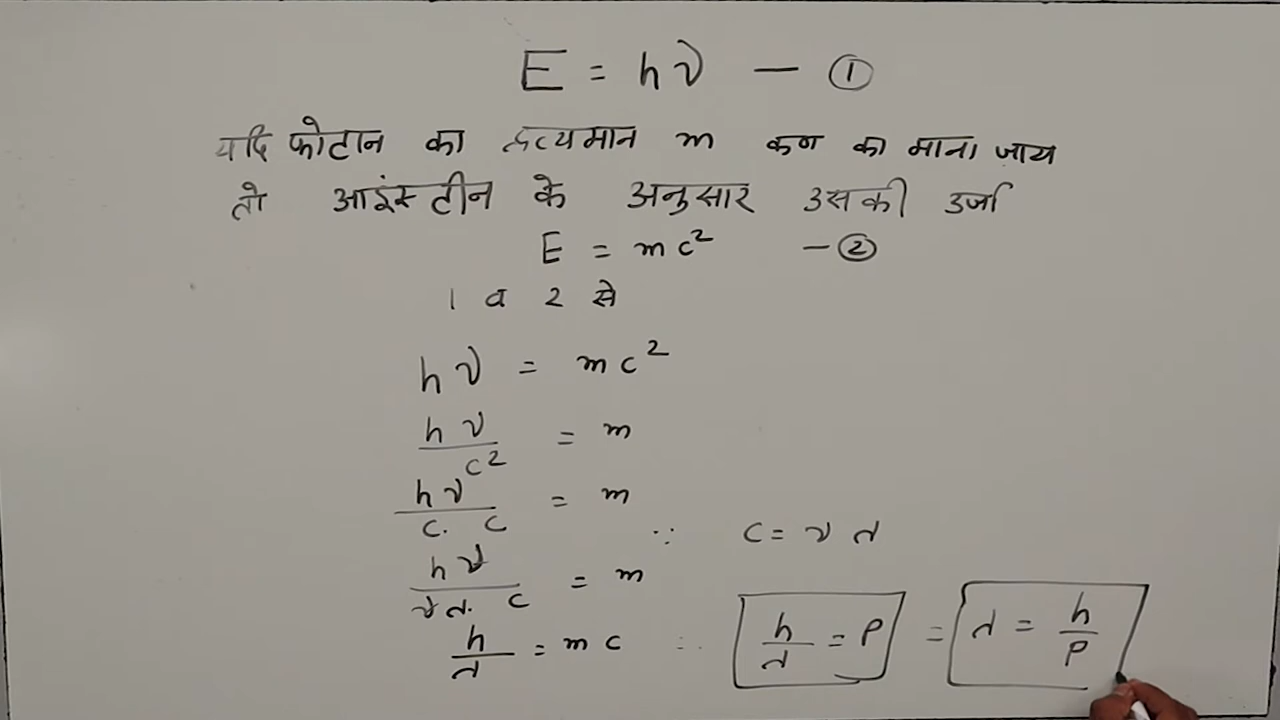 E = hν — ①
यदि फोटान का द्रव्यमान m कण का माना जाय
तो आइंस्टीन के अनुसार उसकी उर्जा
E = mc² — ②
1 व 2 से
hν = mc²
hν/c² = m
hν/c. c = m
∵ c = ν λ
hν/νλ. c = m
h/λ = mc ∴ h/λ = P = λ = h/P